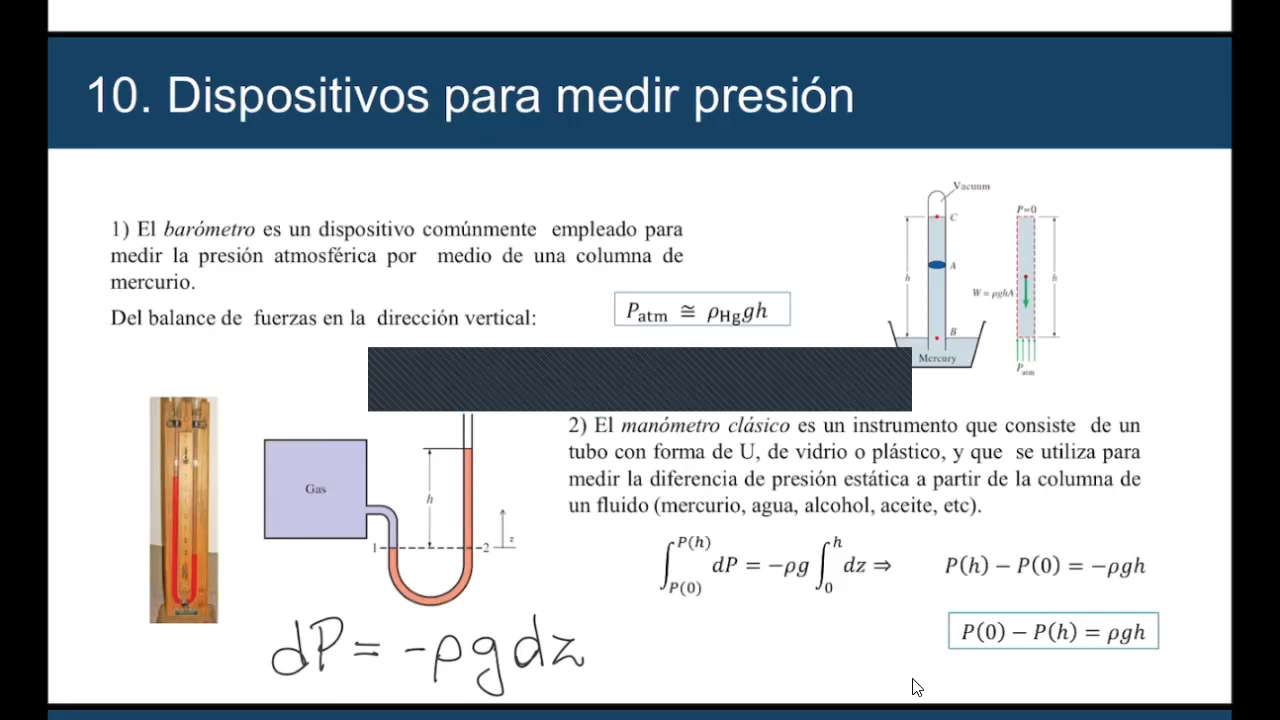 10. Dispositivos para medir presión
1) El barómetro es un dispositivo comúnmente empleado para
medir la presión atmosférica por medio de una columna de
mercurio.
Del balance de fuerzas en la dirección vertical:
P_atm ≅ ρ_Hg gh
Vacuum
C
A
B
h
Mercury
P=0
W = ρghA
h
P_atm
Gas
h
1
2
z
2) El manómetro clásico es un instrumento que consiste de un
tubo con forma de U, de vidrio o plástico, y que se utiliza para
medir la diferencia de presión estática a partir de la columna de
un fluido (mercurio, agua, alcohol, aceite, etc).
∫_{P(0)}^{P(h)} dP = −ρg ∫_0^h dz ⇒ P(h) − P(0) = −ρgh
P(0) − P(h) = ρgh
dP = -ρgdz